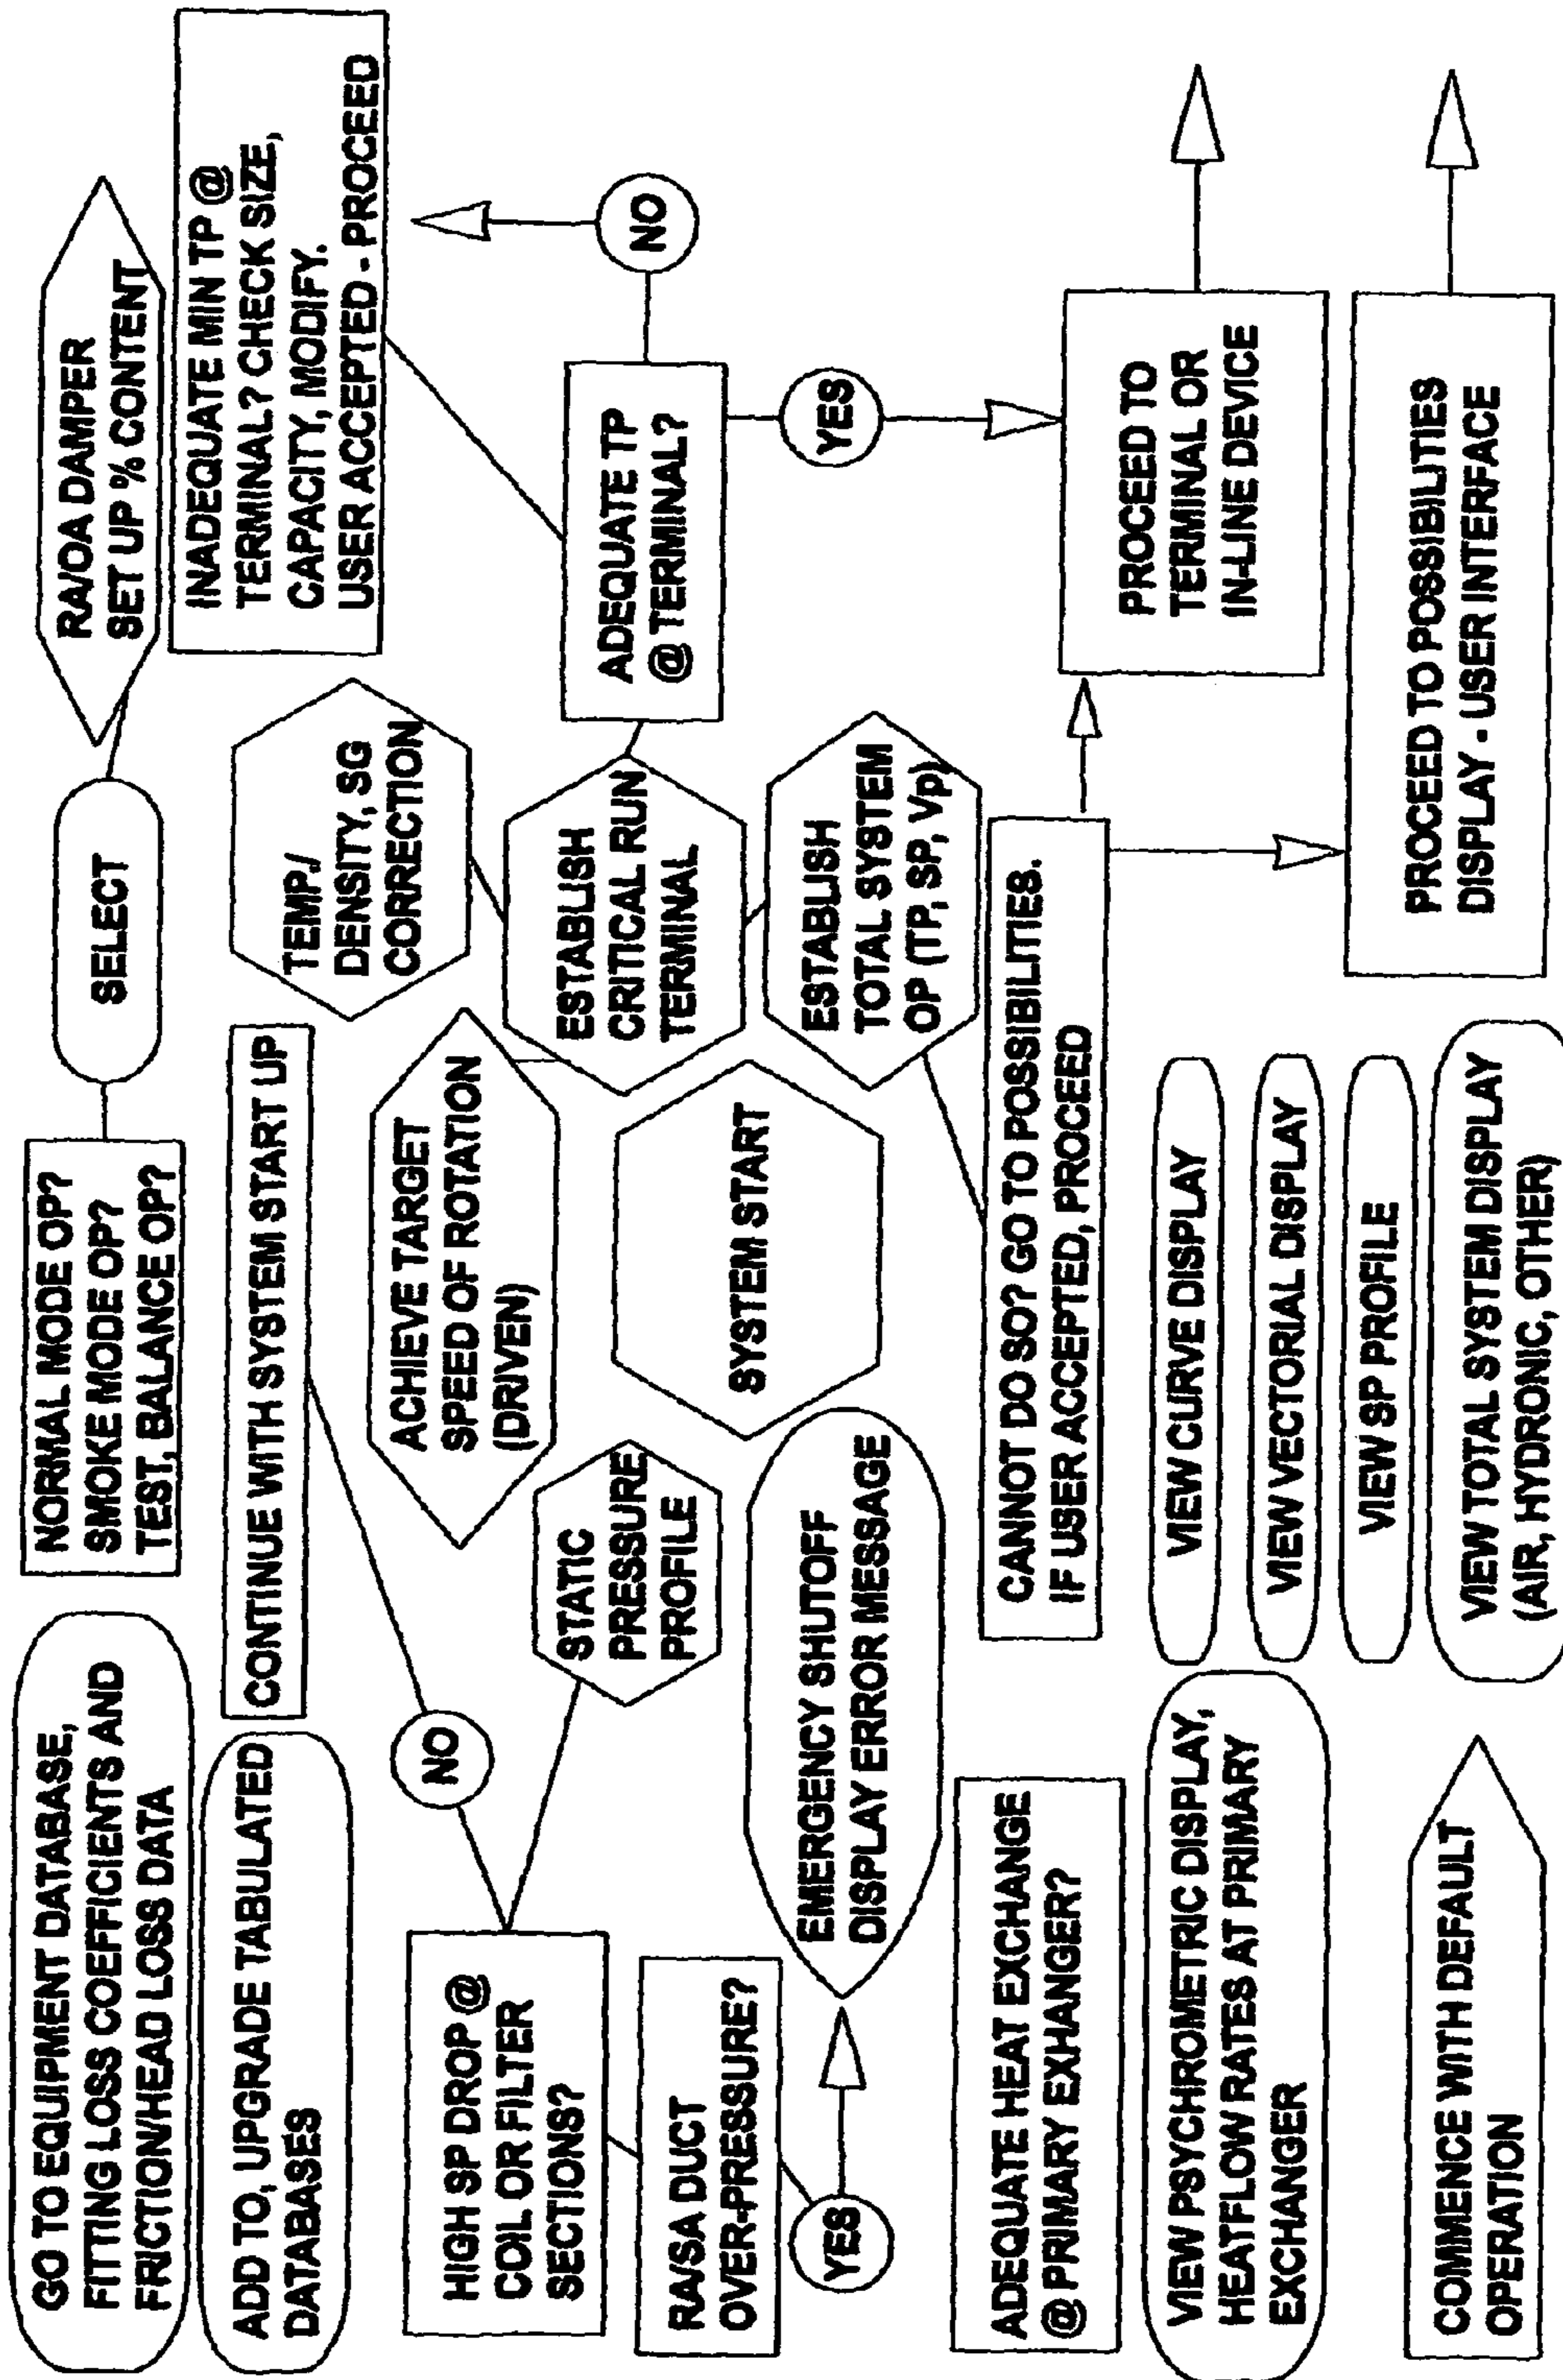 GO TO EQUIPMENT DATABASE,
FITTING LOSS COEFFICIENTS AND
FRICTION/HEAD LOSS DATA
ADD TO, UPGRADE TABULATED
DATABASES
NORMAL MODE OP?
SMOKE MODE OP?
TEST, BALANCE OP?
SELECT
RA/OA DAMPER
SET UP % CONTENT
CONTINUE WITH SYSTEM START UP
INADEQUATE MIN TP @
TERMINAL? CHECK SIZE,
CAPACITY, MODIFY.
USER ACCEPTED - PROCEED
NO
ACHIEVE TARGET
SPEED OF ROTATION
(DRIVEN)
TEMP./
DENSITY, SG
CORRECTION
HIGH SP DROP @
COIL OR FILTER
SECTIONS?
STATIC
PRESSURE
PROFILE
ESTABLISH
CRITICAL RUN
TERMINAL
ADEQUATE TP
@ TERMINAL?
NO
RA/SA DUCT
OVER-PRESSURE?
SYSTEM START
YES
EMERGENCY SHUTOFF
DISPLAY ERROR MESSAGE
ESTABLISH
TOTAL SYSTEM
OP (TP, SP, Vp)
YES
ADEQUATE HEAT EXCHANGE
@ PRIMARY EXHANGER?
CANNOT DO SO? GO TO POSSIBILITIES.
IF USER ACCEPTED, PROCEED
PROCEED TO
TERMINAL OR
IN-LINE DEVICE
VIEW PSYCHROMETRIC DISPLAY,
HEATFLOW RATES AT PRIMARY
EXCHANGER
VIEW CURVE DISPLAY
VIEW VECTORIAL DISPLAY
VIEW SP PROFILE
PROCEED TO POSSIBILITIES
DISPLAY - USER INTERFACE
COMMENCE WITH DEFAULT
OPERATION
VIEW TOTAL SYSTEM DISPLAY
(AIR, HYDRONIC, OTHER)